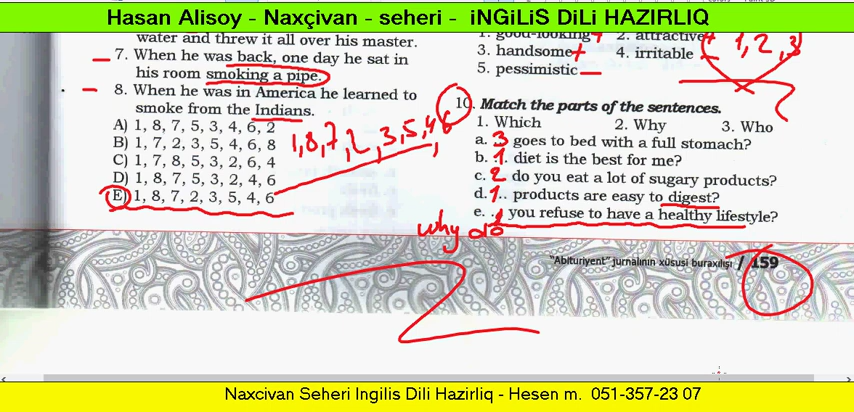 Hasan Alisoy - Naxçivan - seheri - iNGiLiS DiLi HAZIRLIQ
water and threw it all over his master.
7. When he was back, one day he sat in
his room smoking a pipe.
8. When he was in America he learned to
smoke from the Indians.
A) 1, 8, 7, 5, 3, 4, 6, 2
B) 1, 7, 2, 3, 5, 4, 6, 8
C) 1, 7, 8, 5, 3, 2, 6, 4
D) 1, 8, 7, 5, 3, 2, 4, 6
E) 1, 8, 7, 2, 3, 5, 4, 6
1,8,7,2,3,5,4,6
1. good-looking + 2. attractive +
3. handsome + 4. irritable -
5. pessimistic -
1,2,3
10. Match the parts of the sentences.
1. Which 2. Why 3. Who
a. 3 goes to bed with a full stomach?
b. 1. diet is the best for me?
c. 2 do you eat a lot of sugary products?
d. 1.. products are easy to digest?
e. .. you refuse to have a healthy lifestyle?
why do
"Abituriyent" jurnalının xüsusi buraxılışı / 159
Naxcivan Seheri Ingilis Dili Hazirliq - Hesen m. 051-357-23 07